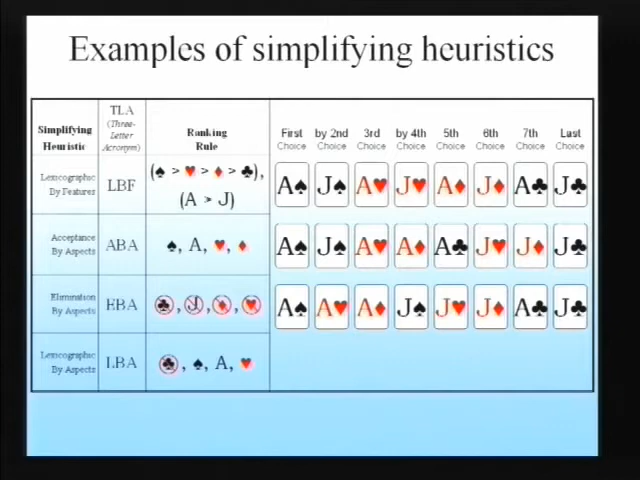 Examples of simplifying heuristics
Simplifying Heuristic
TLA (Three-Letter Acronym)
Ranking Rule
First Choice
by 2nd Choice
3rd Choice
by 4th Choice
5th Choice
6th Choice
7th Choice
Last Choice
Lexicographic By Features
LBF
(♠ > ♥ > ♦ > ♣),
(A > J)
A♠ J♠ A♥ J♥ A♦ J♦ A♣ J♣
Acceptance By Aspects
ABA
♠, A, ♥, ♦
A♠ J♠ A♥ A♦ A♣ J♥ J♦ J♣
Elimination By Aspects
EBA
♣, J, ♦, ♥
A♠ A♥ A♦ J♠ J♥ J♦ A♣ J♣
Lexicographic By Aspects
LBA
♣, ♠, A, ♥